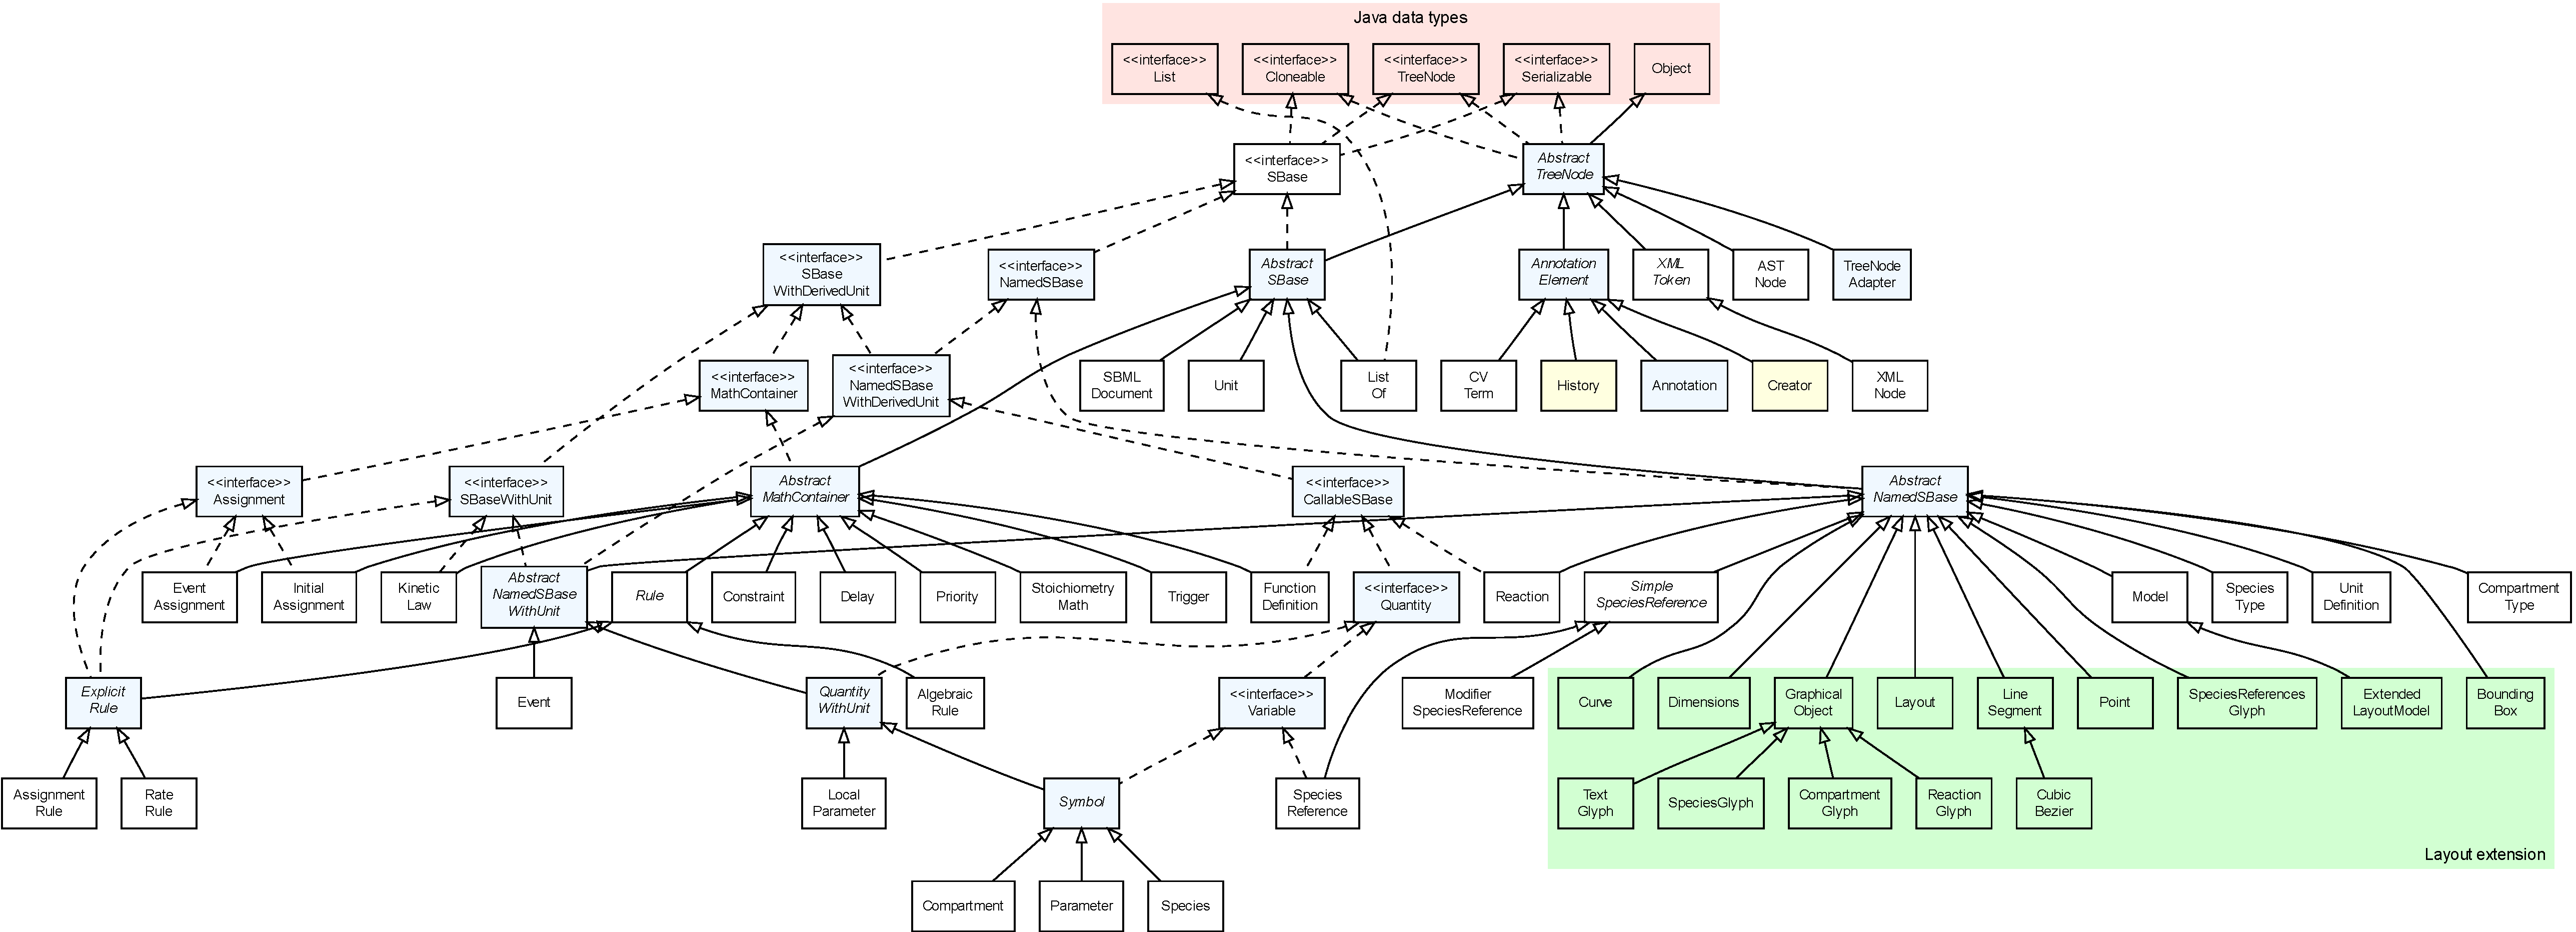 Java data types
<<interface>>
List
<<interface>>
Cloneable
<<interface>>
TreeNode
<<interface>>
Serializable
Object
<<interface>>
SBase
Abstract
TreeNode
<<interface>>
SBase
WithDerivedUnit
<<interface>>
NamedSBase
Abstract
SBase
Annotation
Element
XML
Token
AST
Node
TreeNode
Adapter
<<interface>>
MathContainer
<<interface>>
NamedSBase
WithDerivedUnit
SBML
Document
Unit
List
Of
CV
Term
History
Annotation
Creator
XML
Node
<<interface>>
Assignment
<<interface>>
SBaseWithUnit
Abstract
MathContainer
<<interface>>
CallableSBase
Abstract
NamedSBase
Event
Assignment
Initial
Assignment
Kinetic
Law
Abstract
NamedSBase
WithUnit
Rule
Constraint
Delay
Priority
Stoichiometry
Math
Trigger
Function
Definition
<<interface>>
Quantity
Reaction
Simple
SpeciesReference
Model
Species
Type
Unit
Definition
Compartment
Type
Explicit
Rule
Event
Quantity
WithUnit
Algebraic
Rule
<<interface>>
Variable
Modifier
SpeciesReference
Curve
Dimensions
Graphical
Object
Layout
Line
Segment
Point
SpeciesReferences
Glyph
Extended
LayoutModel
Bounding
Box
Assignment
Rule
Rate
Rule
Local
Parameter
Symbol
Species
Reference
Text
Glyph
SpeciesGlyph
Compartment
Glyph
Reaction
Glyph
Cubic
Bezier
Layout extension
Compartment
Parameter
Species